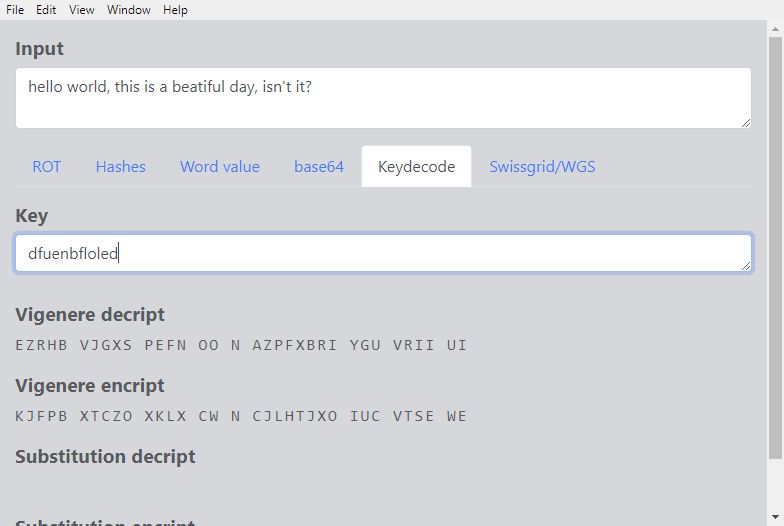 File Edit View Window Help
Input
hello world, this is a beatiful day, isn't it?
ROT Hashes Word value base64 Keydecode Swissgrid/WGS
Key
dfuenbfloled
Vigenere decript
EZRHB VJGXS PEFN OO N AZPFXBRI YGU VRII UI
Vigenere encript
KJFPB XTCZO XKLX CW N CJLHTJXO IUC VTSE WE
Substitution decript
Substitution encript